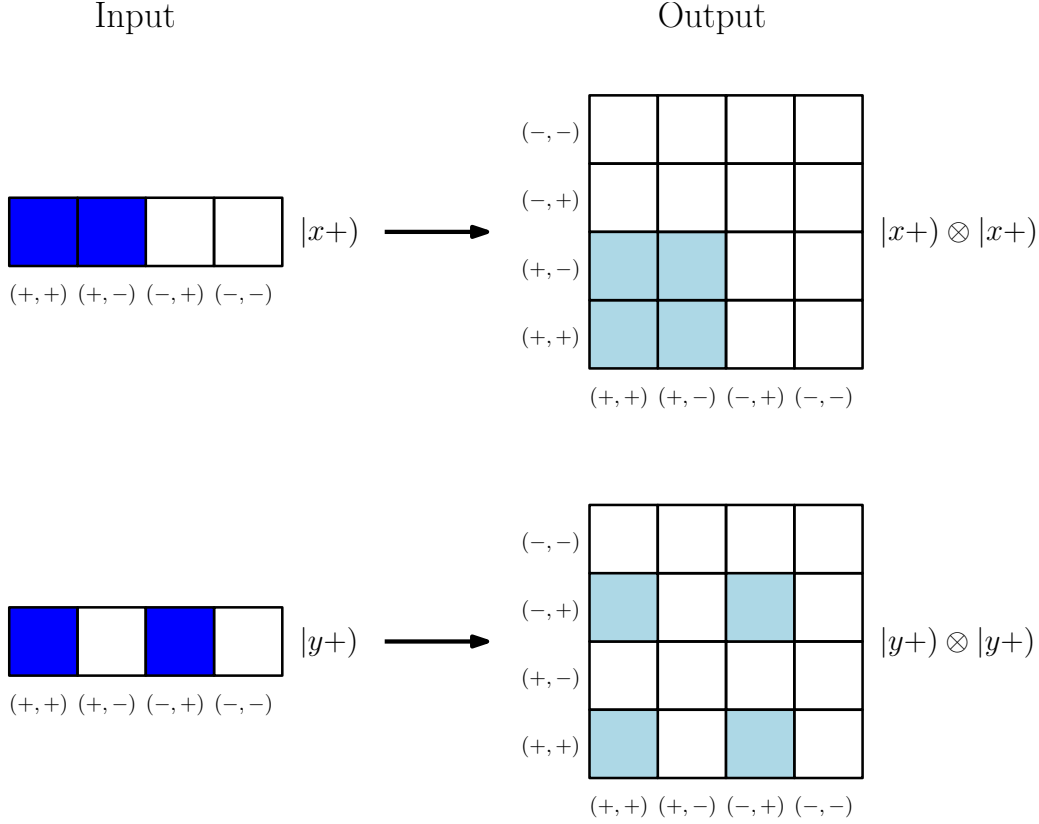 Input Output
(−,−)
(−,+)
|x+) |x+) ⊗ |x+)
(+,−)
(+,+) (+,−) (−,+) (−,−)
(+,+)
(+,+) (+,−) (−,+) (−,−)
(−,−)
(−,+)
|y+) |y+) ⊗ |y+)
(+,−)
(+,+) (+,−) (−,+) (−,−)
(+,+)
(+,+) (+,−) (−,+) (−,−)